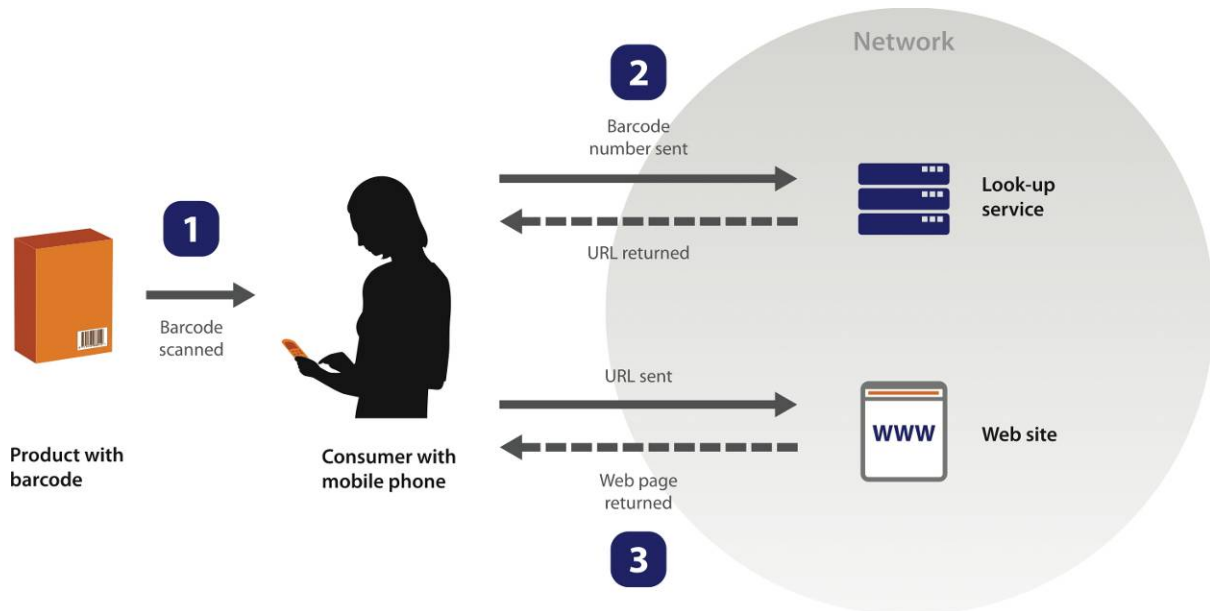 Network
2
Barcode
number sent
Look-up
service
URL returned
1
Barcode
scanned
URL sent
WWW
Web site
Web page
returned
Product with
barcode
Consumer with
mobile phone
3